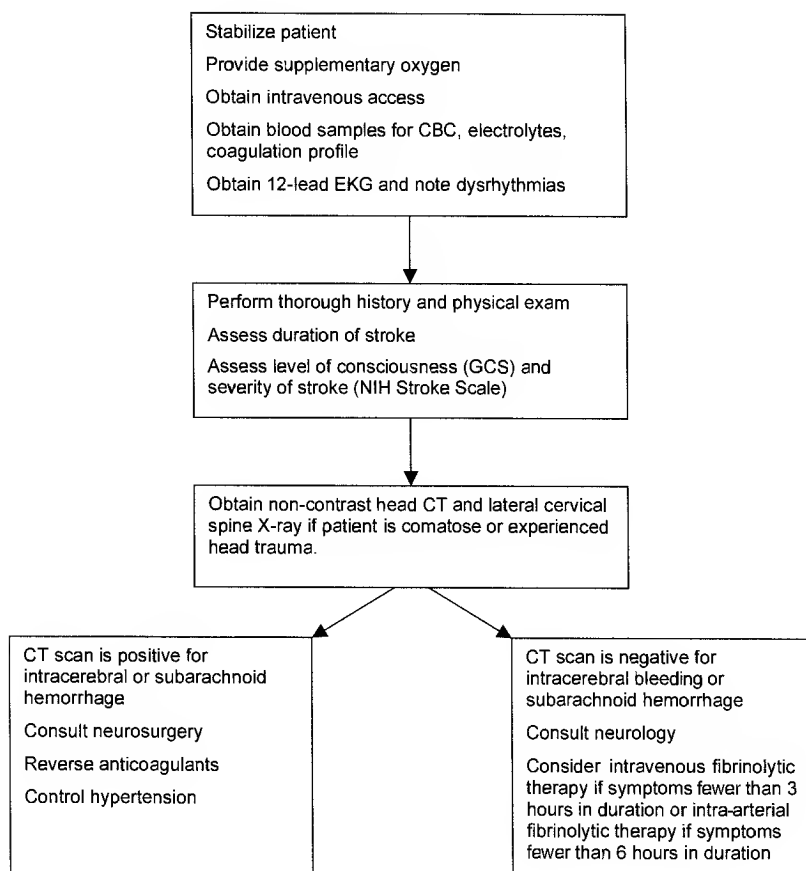 Stabilize patient
Provide supplementary oxygen
Obtain intravenous access
Obtain blood samples for CBC, electrolytes,
coagulation profile
Obtain 12-lead EKG and note dysrhythmias
Perform thorough history and physical exam
Assess duration of stroke
Assess level of consciousness (GCS) and
severity of stroke (NIH Stroke Scale)
Obtain non-contrast head CT and lateral cervical
spine X-ray if patient is comatose or experienced
head trauma.
CT scan is positive for
intracerebral or subarachnoid
hemorrhage
Consult neurosurgery
Reverse anticoagulants
Control hypertension
CT scan is negative for
intracerebral bleeding or
subarachnoid hemorrhage
Consult neurology
Consider intravenous fibrinolytic
therapy if symptoms fewer than 3
hours in duration or intra-arterial
fibrinolytic therapy if symptoms
fewer than 6 hours in duration